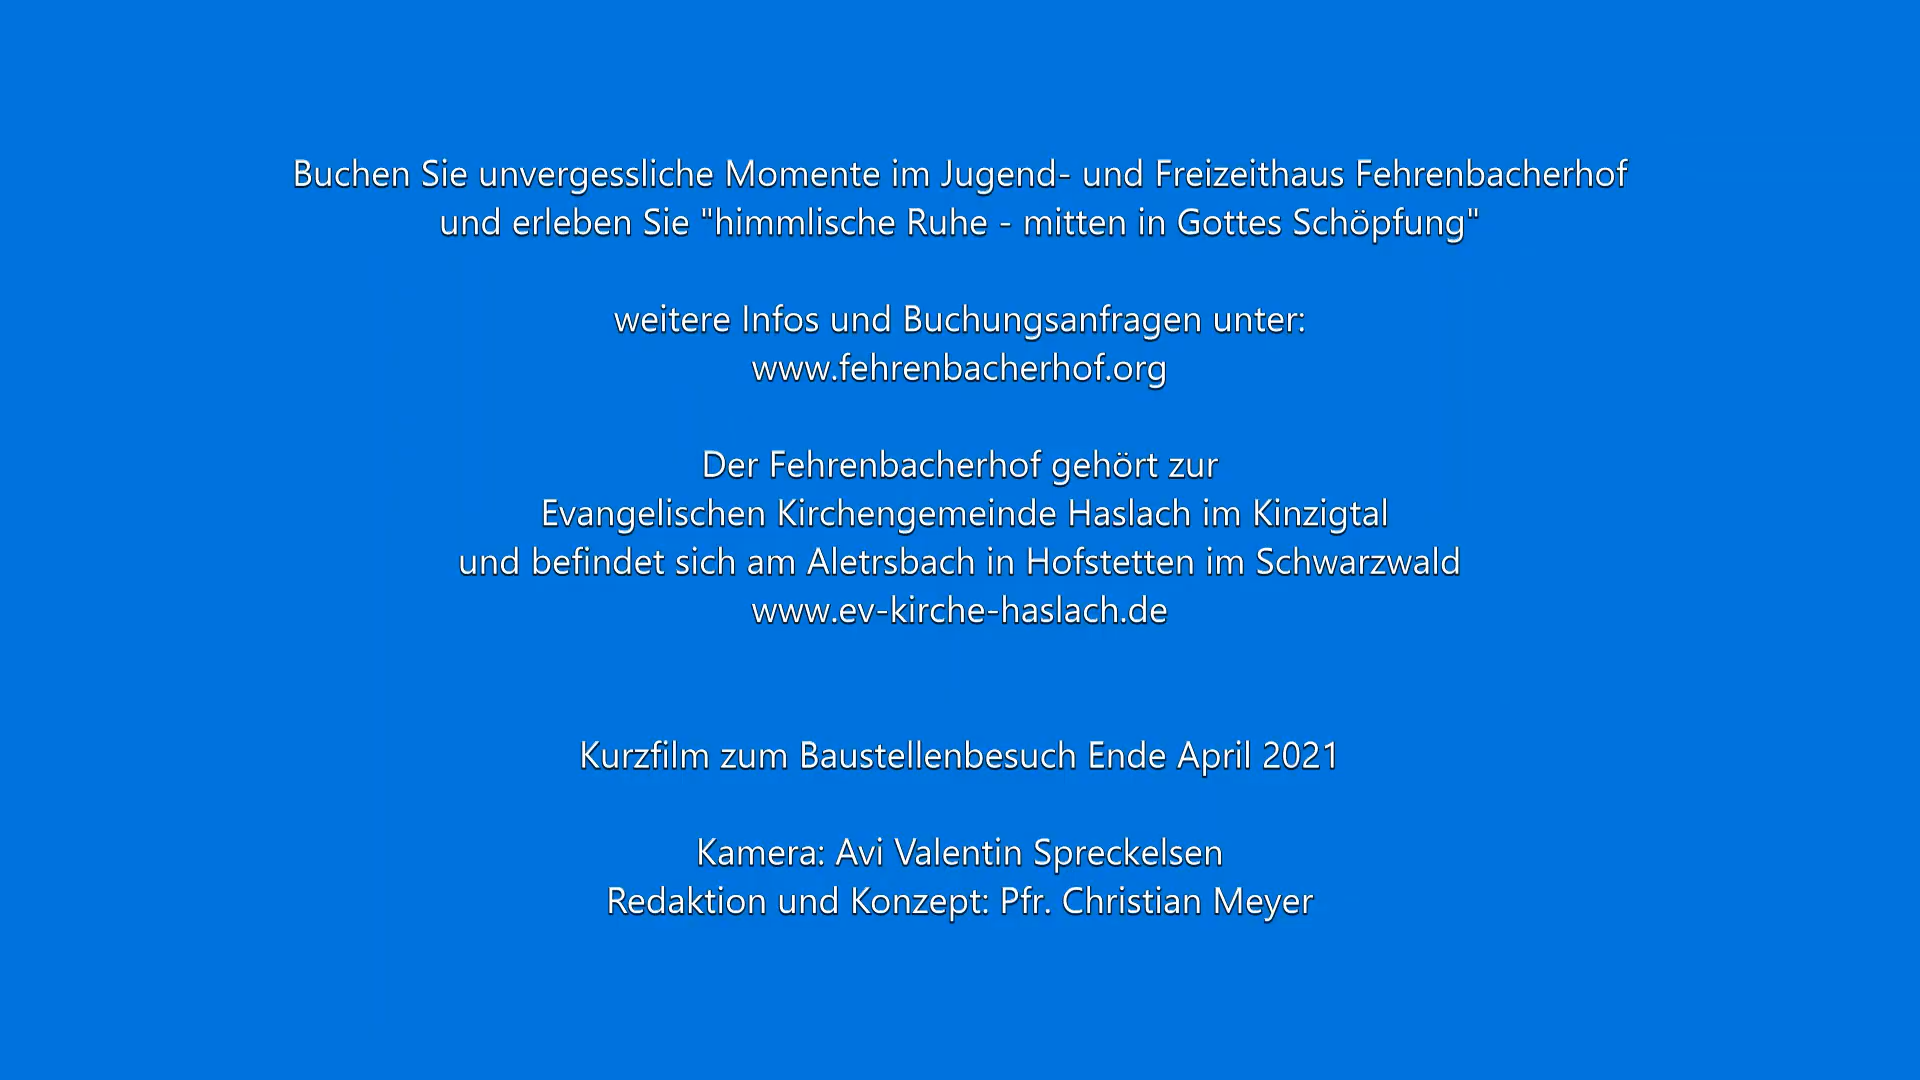 Buchen Sie unvergessliche Momente im Jugend- und Freizeithaus Fehrenbacherhof
und erleben Sie "himmlische Ruhe - mitten in Gottes Schöpfung"
weitere Infos und Buchungsanfragen unter:
www.fehrenbacherhof.org
Der Fehrenbacherhof gehört zur
Evangelischen Kirchengemeinde Haslach im Kinzigtal
und befindet sich am Aletrsbach in Hofstetten im Schwarzwald
www.ev-kirche-haslach.de
Kurzfilm zum Baustellenbesuch Ende April 2021
Kamera: Avi Valentin Spreckelsen
Redaktion und Konzept: Pfr. Christian Meyer